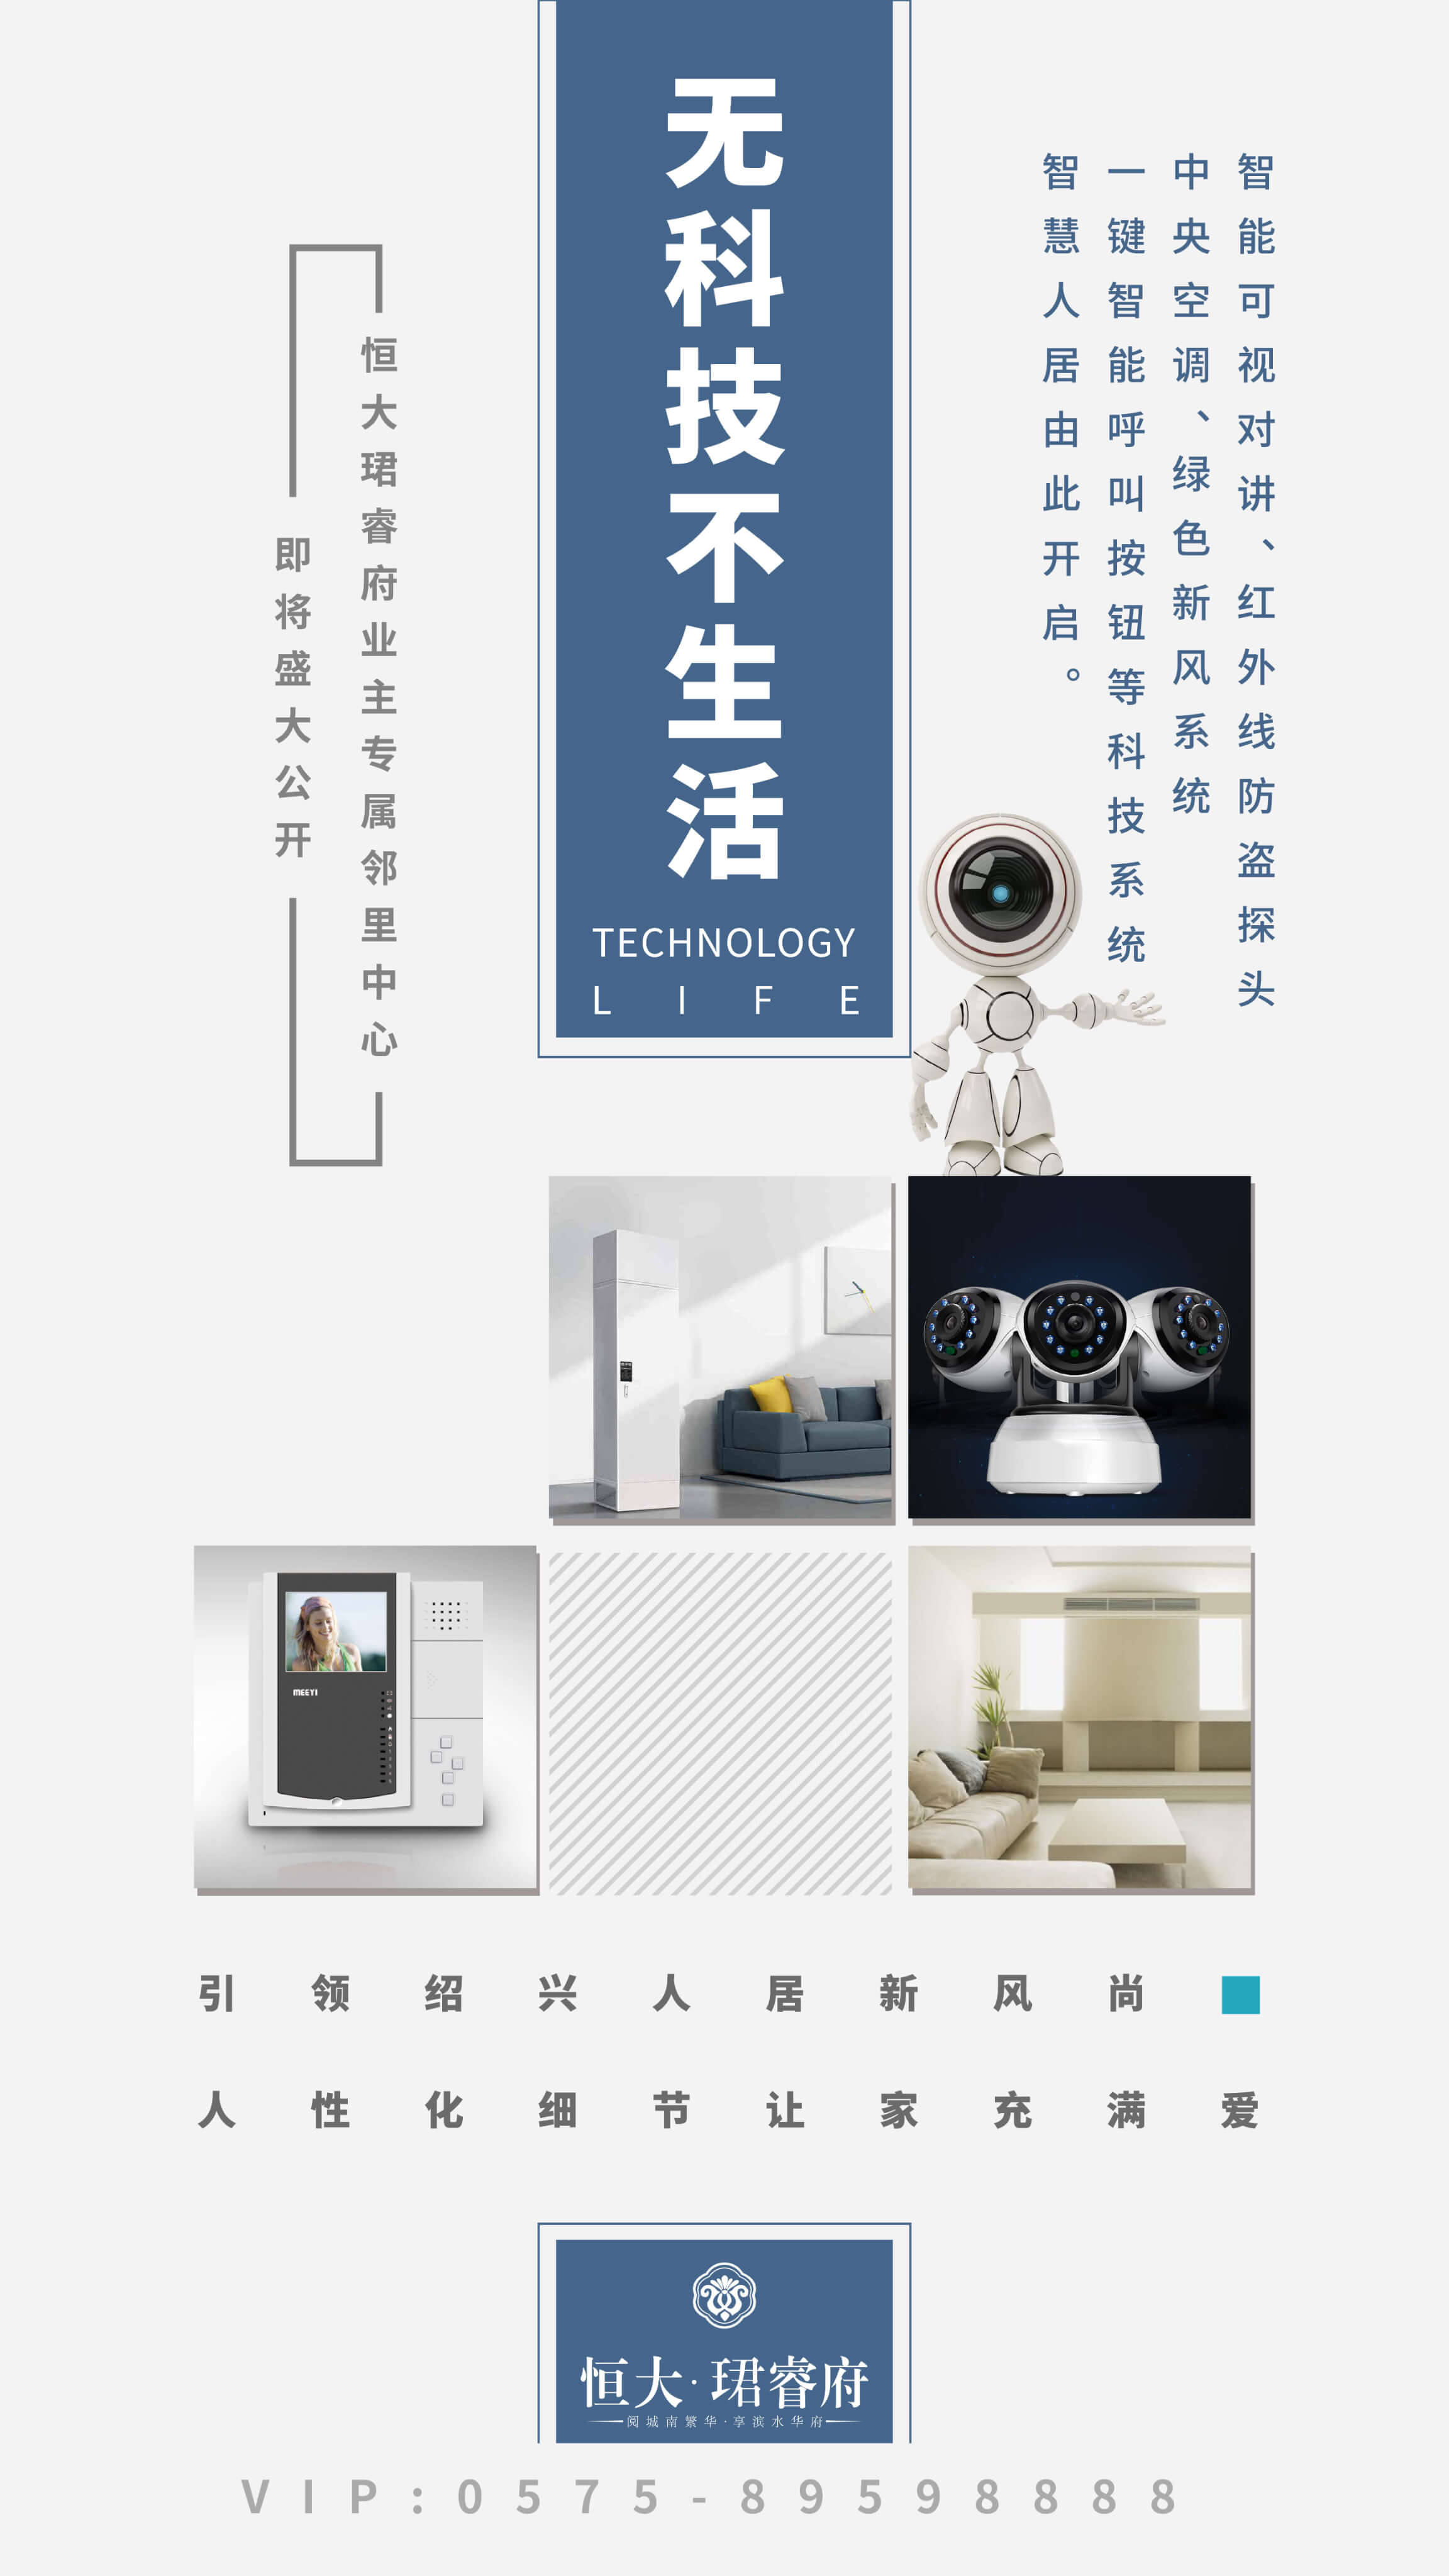 无科技不生活
TECHNOLOGY
LIFE
智能可视对讲、红外线防盗探头
中央空调、绿色新风系统
一键智能呼叫按钮等科技系统
智慧人居由此开启。
恒大珺睿府业主专属邻里中心
即将盛大公开
MEEYI
引领绍兴人居新风尚
人性化细节让家充满爱
恒大·珺睿府
阅城南繁华·享滨水华府
VIP:0575-89598888